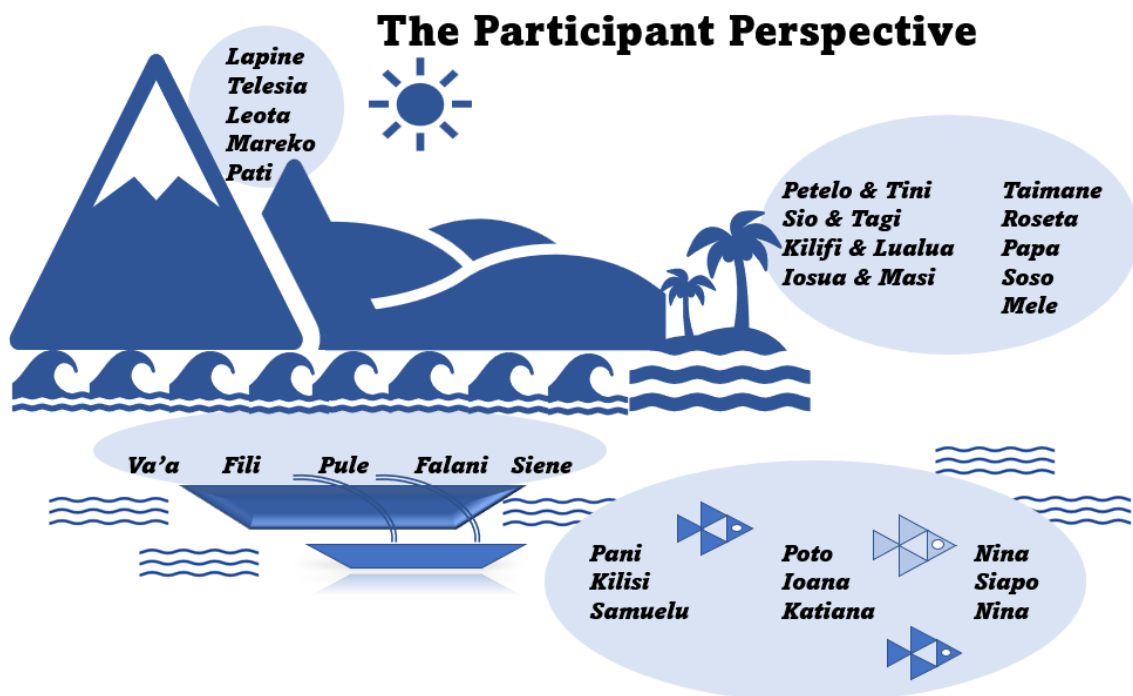 The Participant Perspective
Lapine
Telesia
Leota
Mareko
Pati
Petelo & Tini
Sio & Tagi
Kilifi & Lualua
Iosua & Masi
Taimane
Roseta
Papa
Soso
Mele
Va'a Fili Pule Falani Siene
Pani
Kilisi
Samuelu
Poto
Ioana
Katiana
Nina
Siapo
Nina